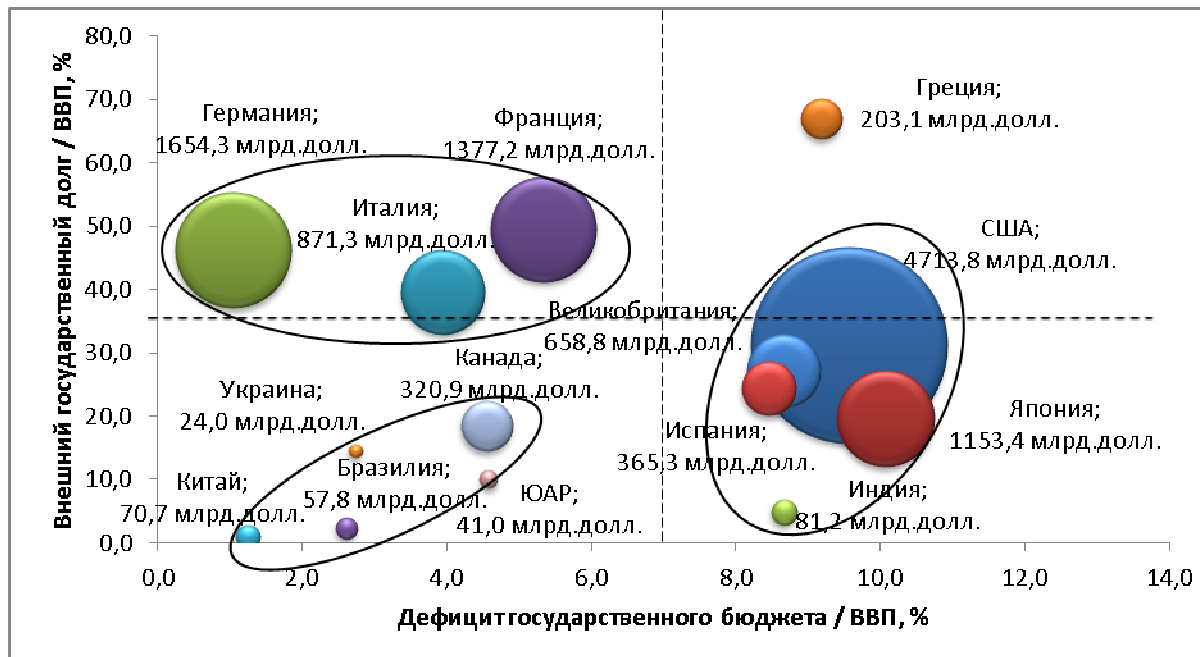 Внешний государственный долг / ВВП, %
80,0
70,0
60,0
50,0
40,0
30,0
20,0
10,0
0,0
Греция;
203,1 млрд.долл.
Германия;
1654,3 млрд.долл.
Франция;
1377,2 млрд.долл.
Италия;
871,3 млрд.долл.
США;
4713,8 млрд.долл.
Великобритания;
658,8 млрд.долл.
Канада;
320,9 млрд.долл.
Украина;
24,0 млрд.долл.
Япония;
1153,4 млрд.долл.
Испания;
365,3 млрд.долл.
Бразилия;
57,8 млрд.долл.
Китай;
70,7 млрд.долл.
ЮАР;
41,0 млрд.долл.
Индия;
81,2 млрд.долл.
0,0 2,0 4,0 6,0 8,0 10,0 12,0 14,0
Дефицит государственного бюджета / ВВП, %